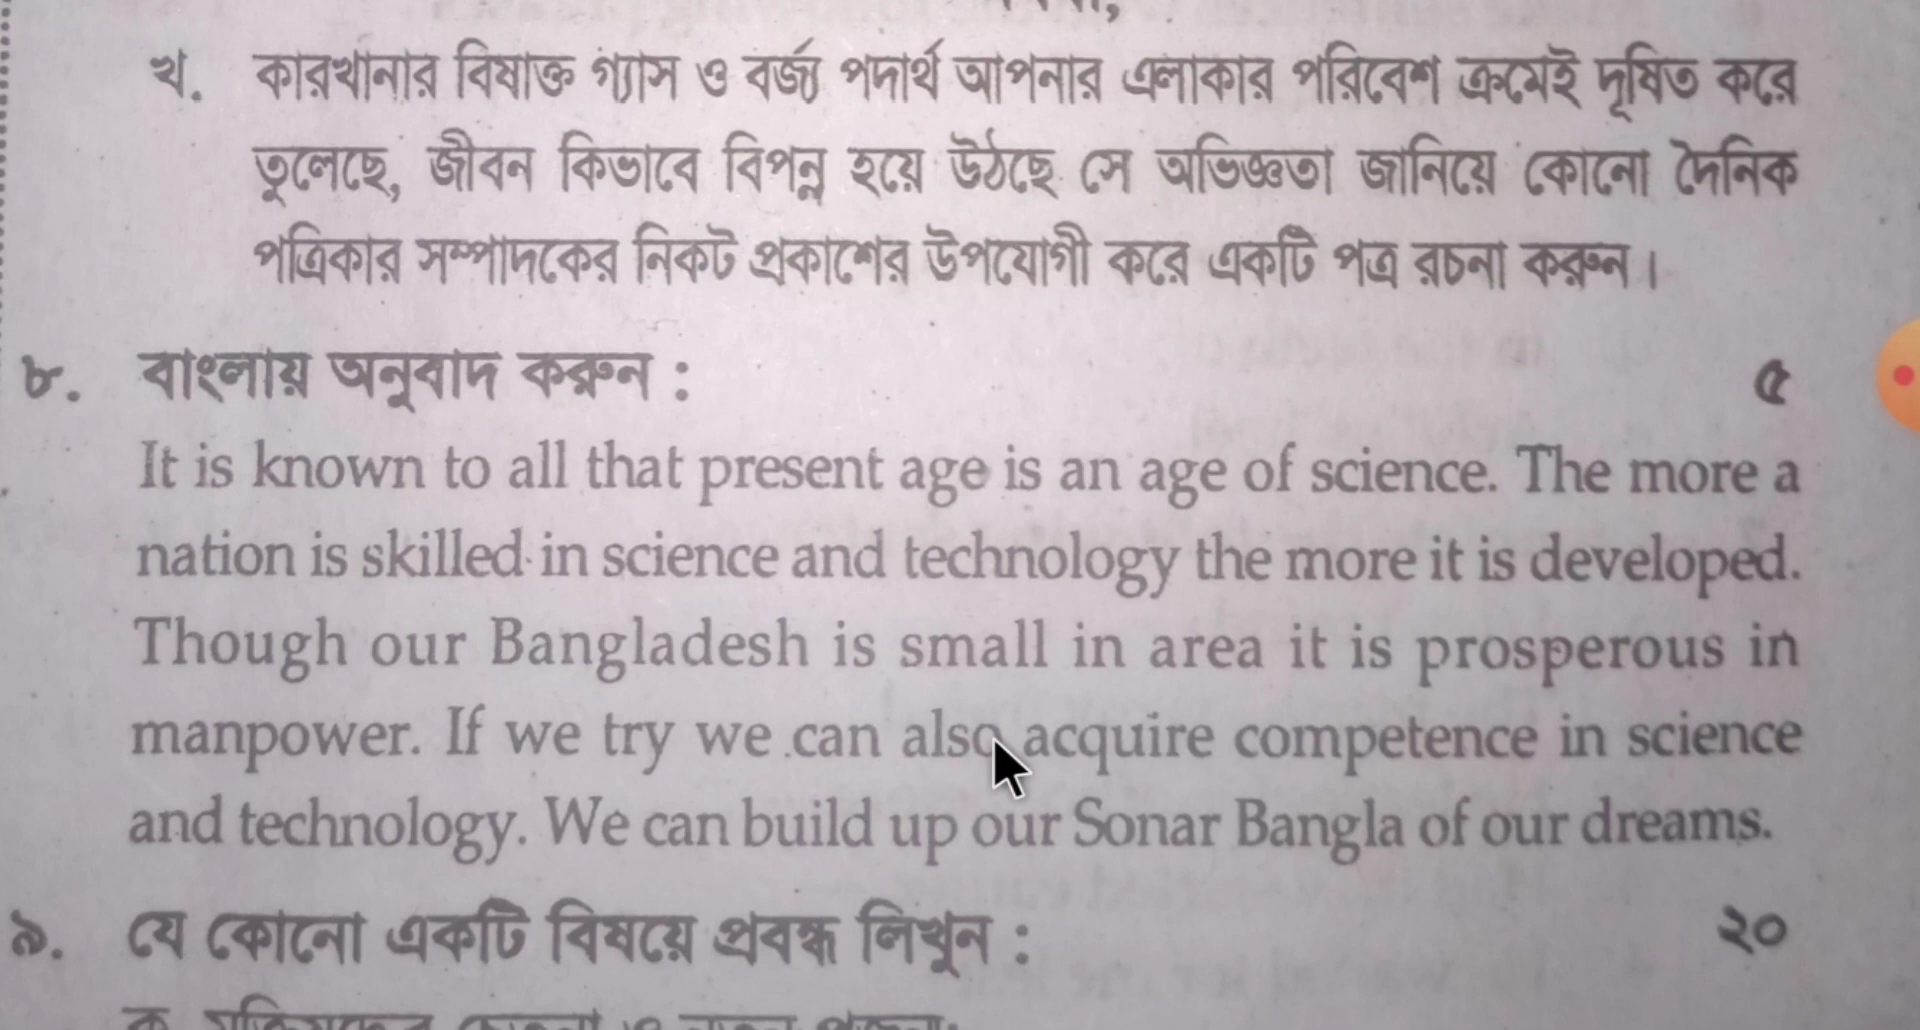 খ. কারখানার বিষাক্ত গ্যাস ও বর্জ্য পদার্থ আপনার এলাকার পরিবেশ ক্রমেই দূষিত করে
তুলেছে, জীবন কিভাবে বিপন্ন হয়ে উঠছে সে অভিজ্ঞতা জানিয়ে কোনো দৈনিক
পত্রিকার সম্পাদকের নিকট প্রকাশের উপযোগী করে একটি পত্র রচনা করুন।
৮. বাংলায় অনুবাদ করুন : ৫
It is known to all that present age is an age of science. The more a
nation is skilled in science and technology the more it is developed.
Though our Bangladesh is small in area it is prosperous in
manpower. If we try we can also acquire competence in science
and technology. We can build up our Sonar Bangla of our dreams.
৯. যে কোনো একটি বিষয়ে প্রবন্ধ লিখুন : ২০